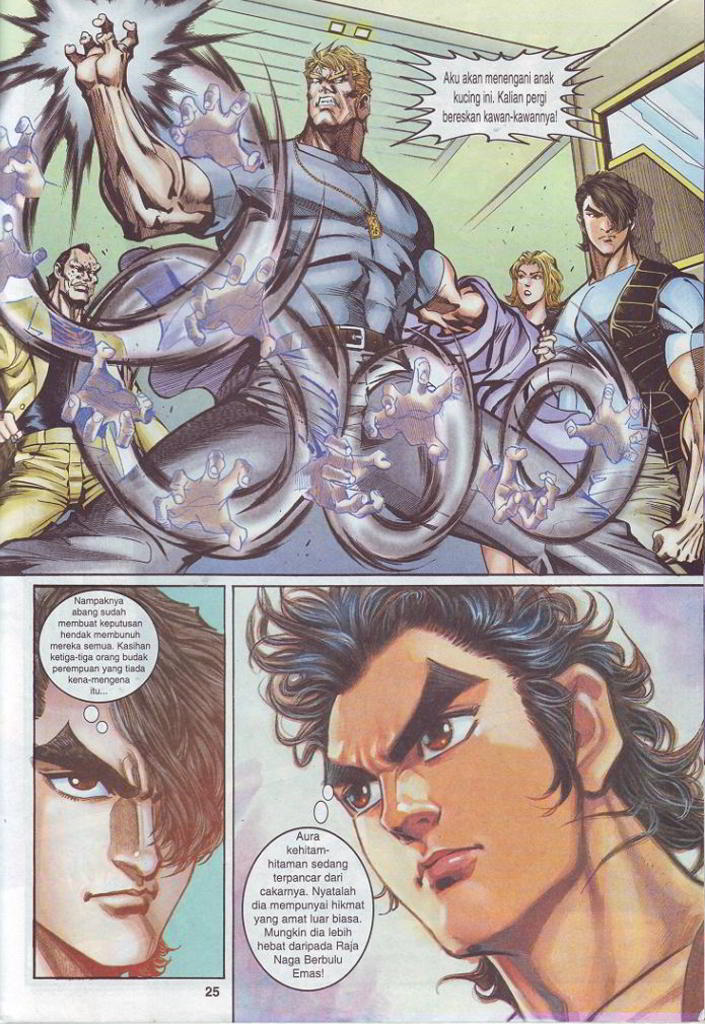 Aku akan menengani anak
kucing ini. Kalian pergi
bereskan kawan-kawannya!
Nampaknya
abang sudah
membuat keputusan
hendak membunuh
mereka semua. Kasihan
ketiga-tiga orang budak
perempuan yang tiada
kena-mengena
itu...
Aura
kehitam-
hitaman sedang
terpancar dari
cakarnya. Nyatalah
dia mempunyai hikmat
yang amat luar biasa.
Mungkin dia lebih
hebat daripada Raja
Naga Berbulu
Emas!
25